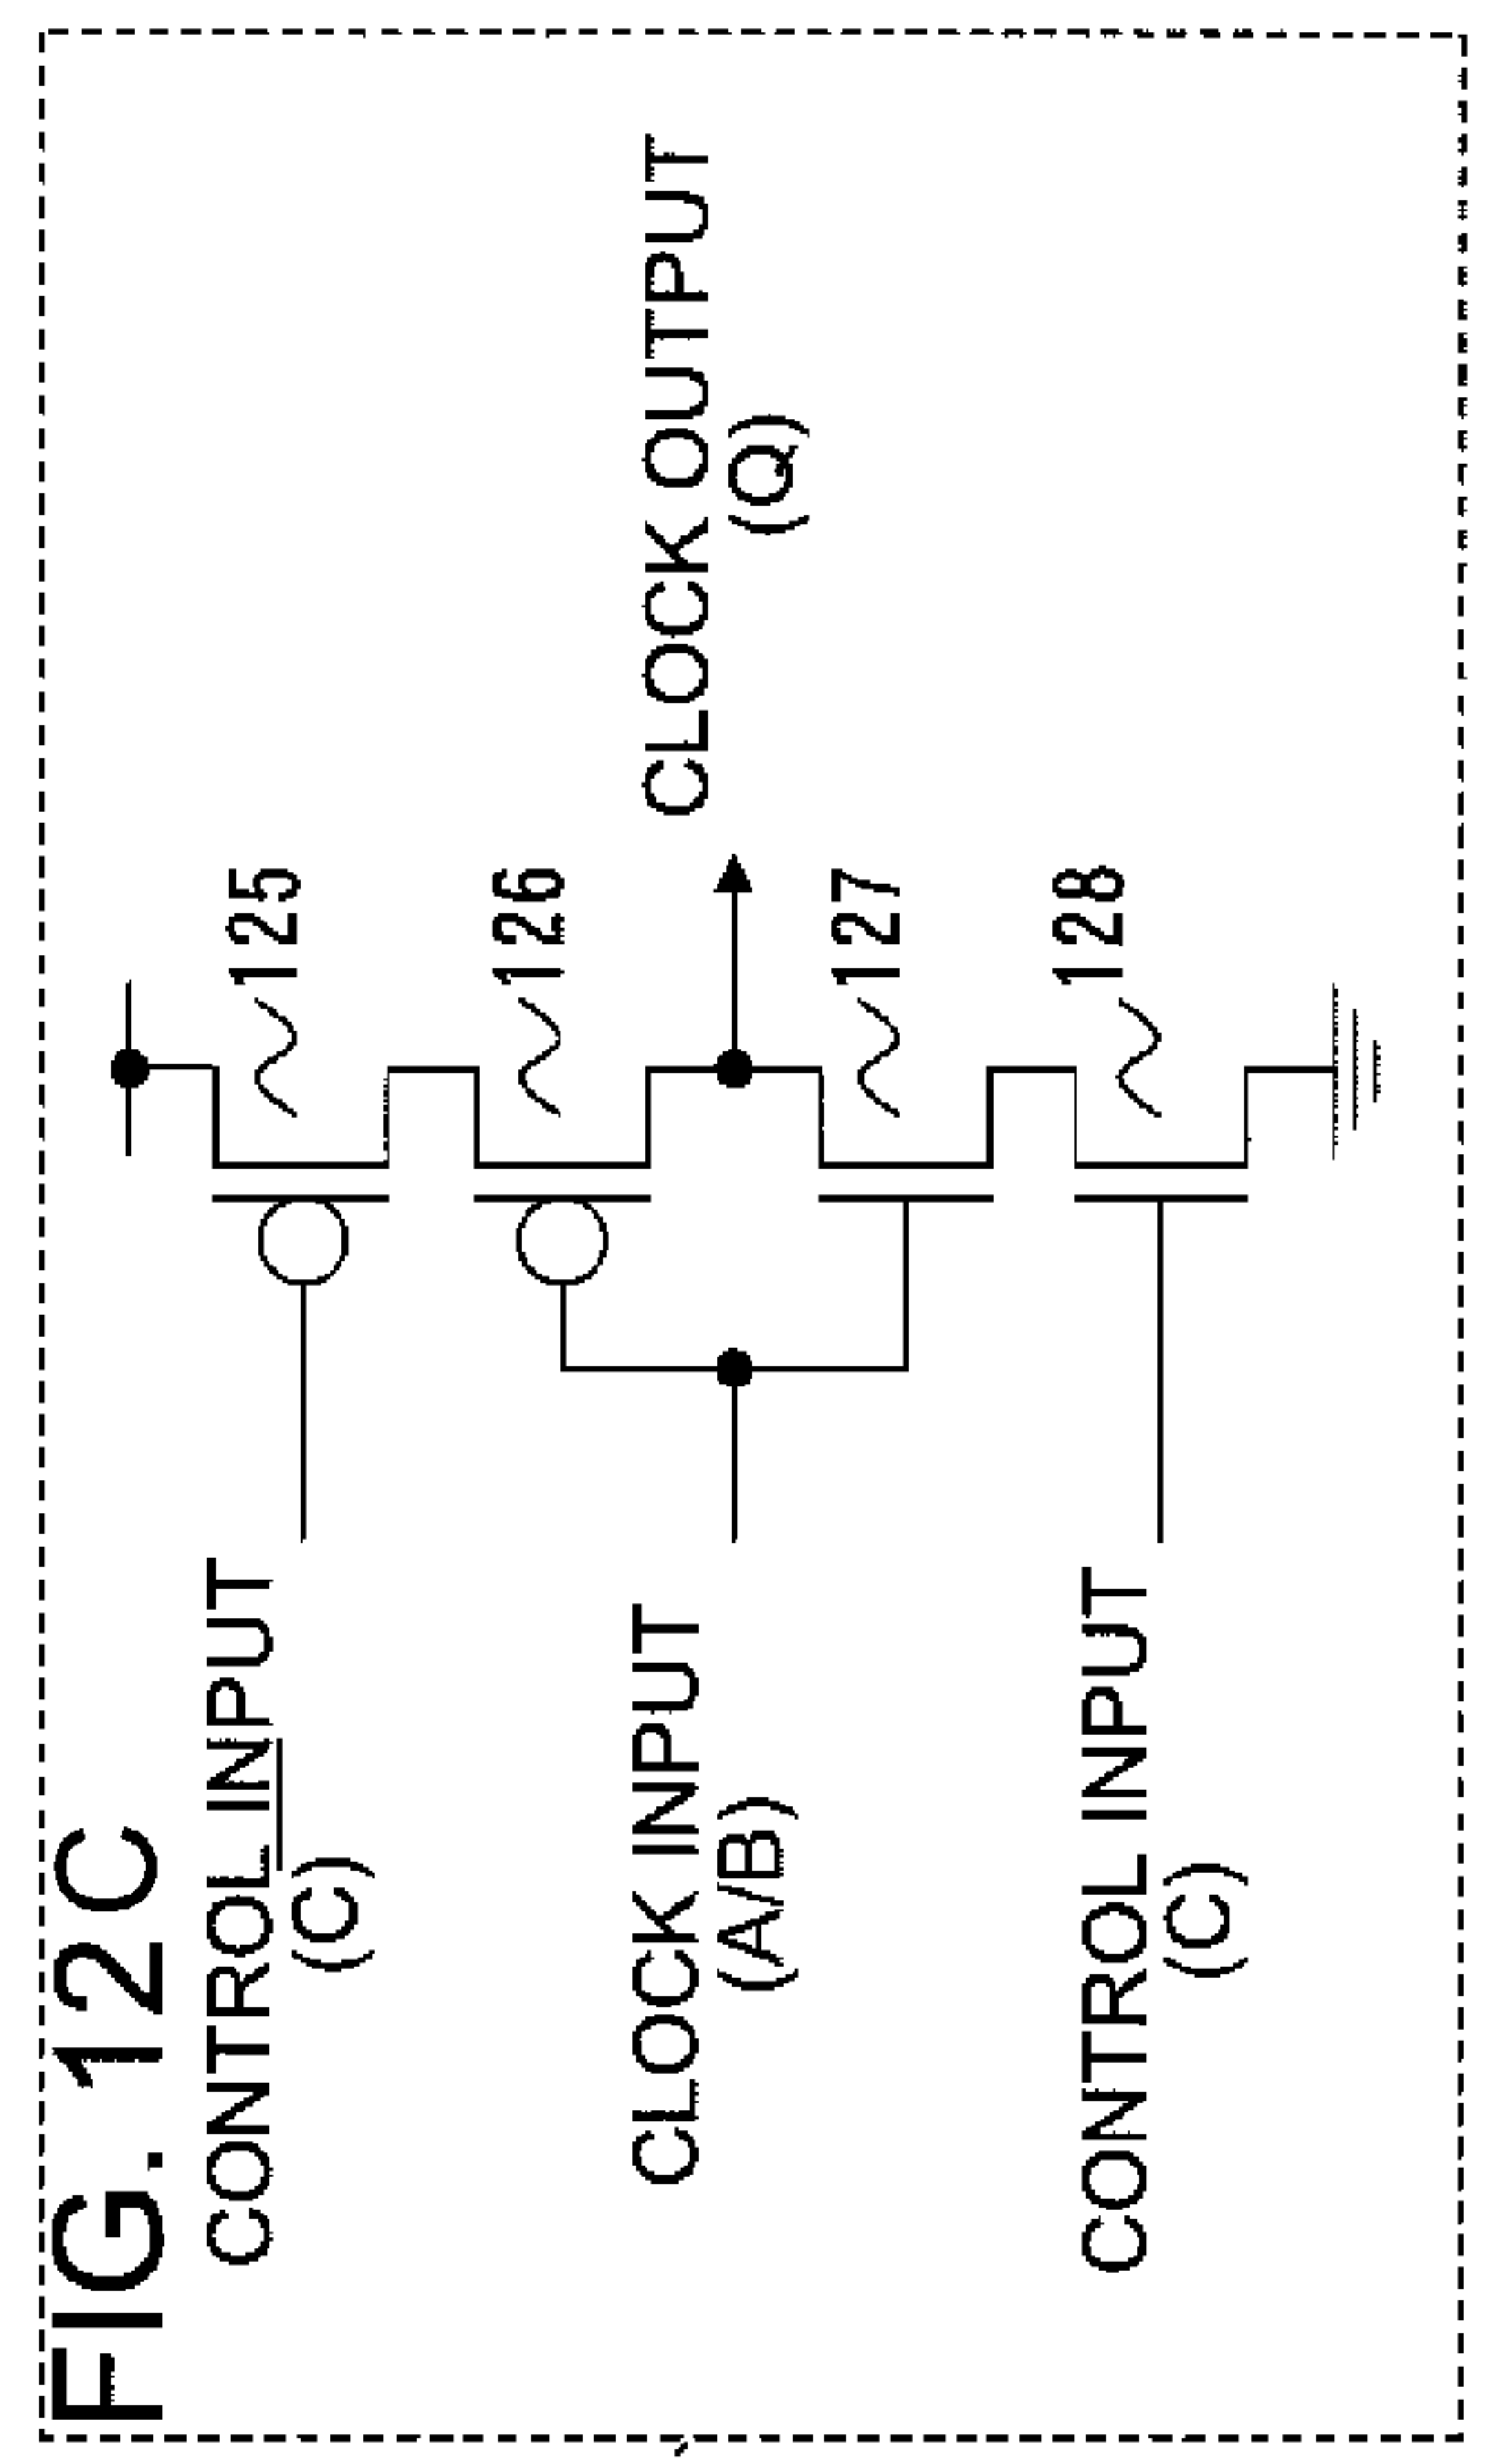 FIG. 12C
CONTROL INPUT
(C)
125
126
CLOCK INPUT
(A/B)
CLOCK OUTPUT
(Q)
127
128
CONTROL INPUT
(C)